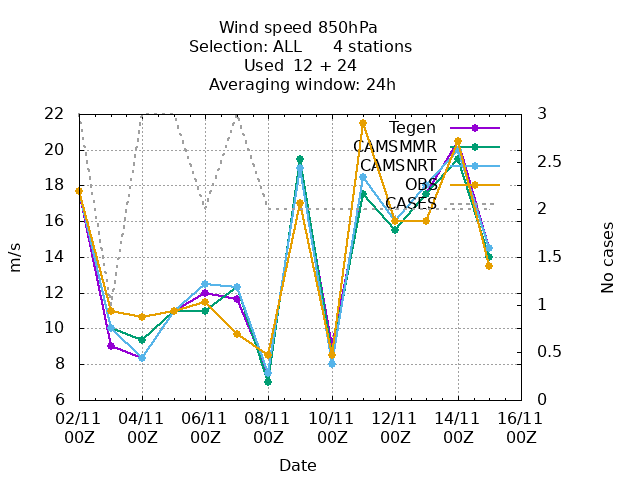 Wind speed 850hPa
Selection: ALL 4 stations
Used 12 + 24
Averaging window: 24h
22
20
18
16
14
12
10
8
6
m/s
3
2.5
2
1.5
1
0.5
0
No cases
Tegen
CAMSMMR
CAMSNRT
OBS
CASES
02/11 04/11 06/11 08/11 10/11 12/11 14/11 16/11
00Z 00Z 00Z 00Z 00Z 00Z 00Z 00Z
Date